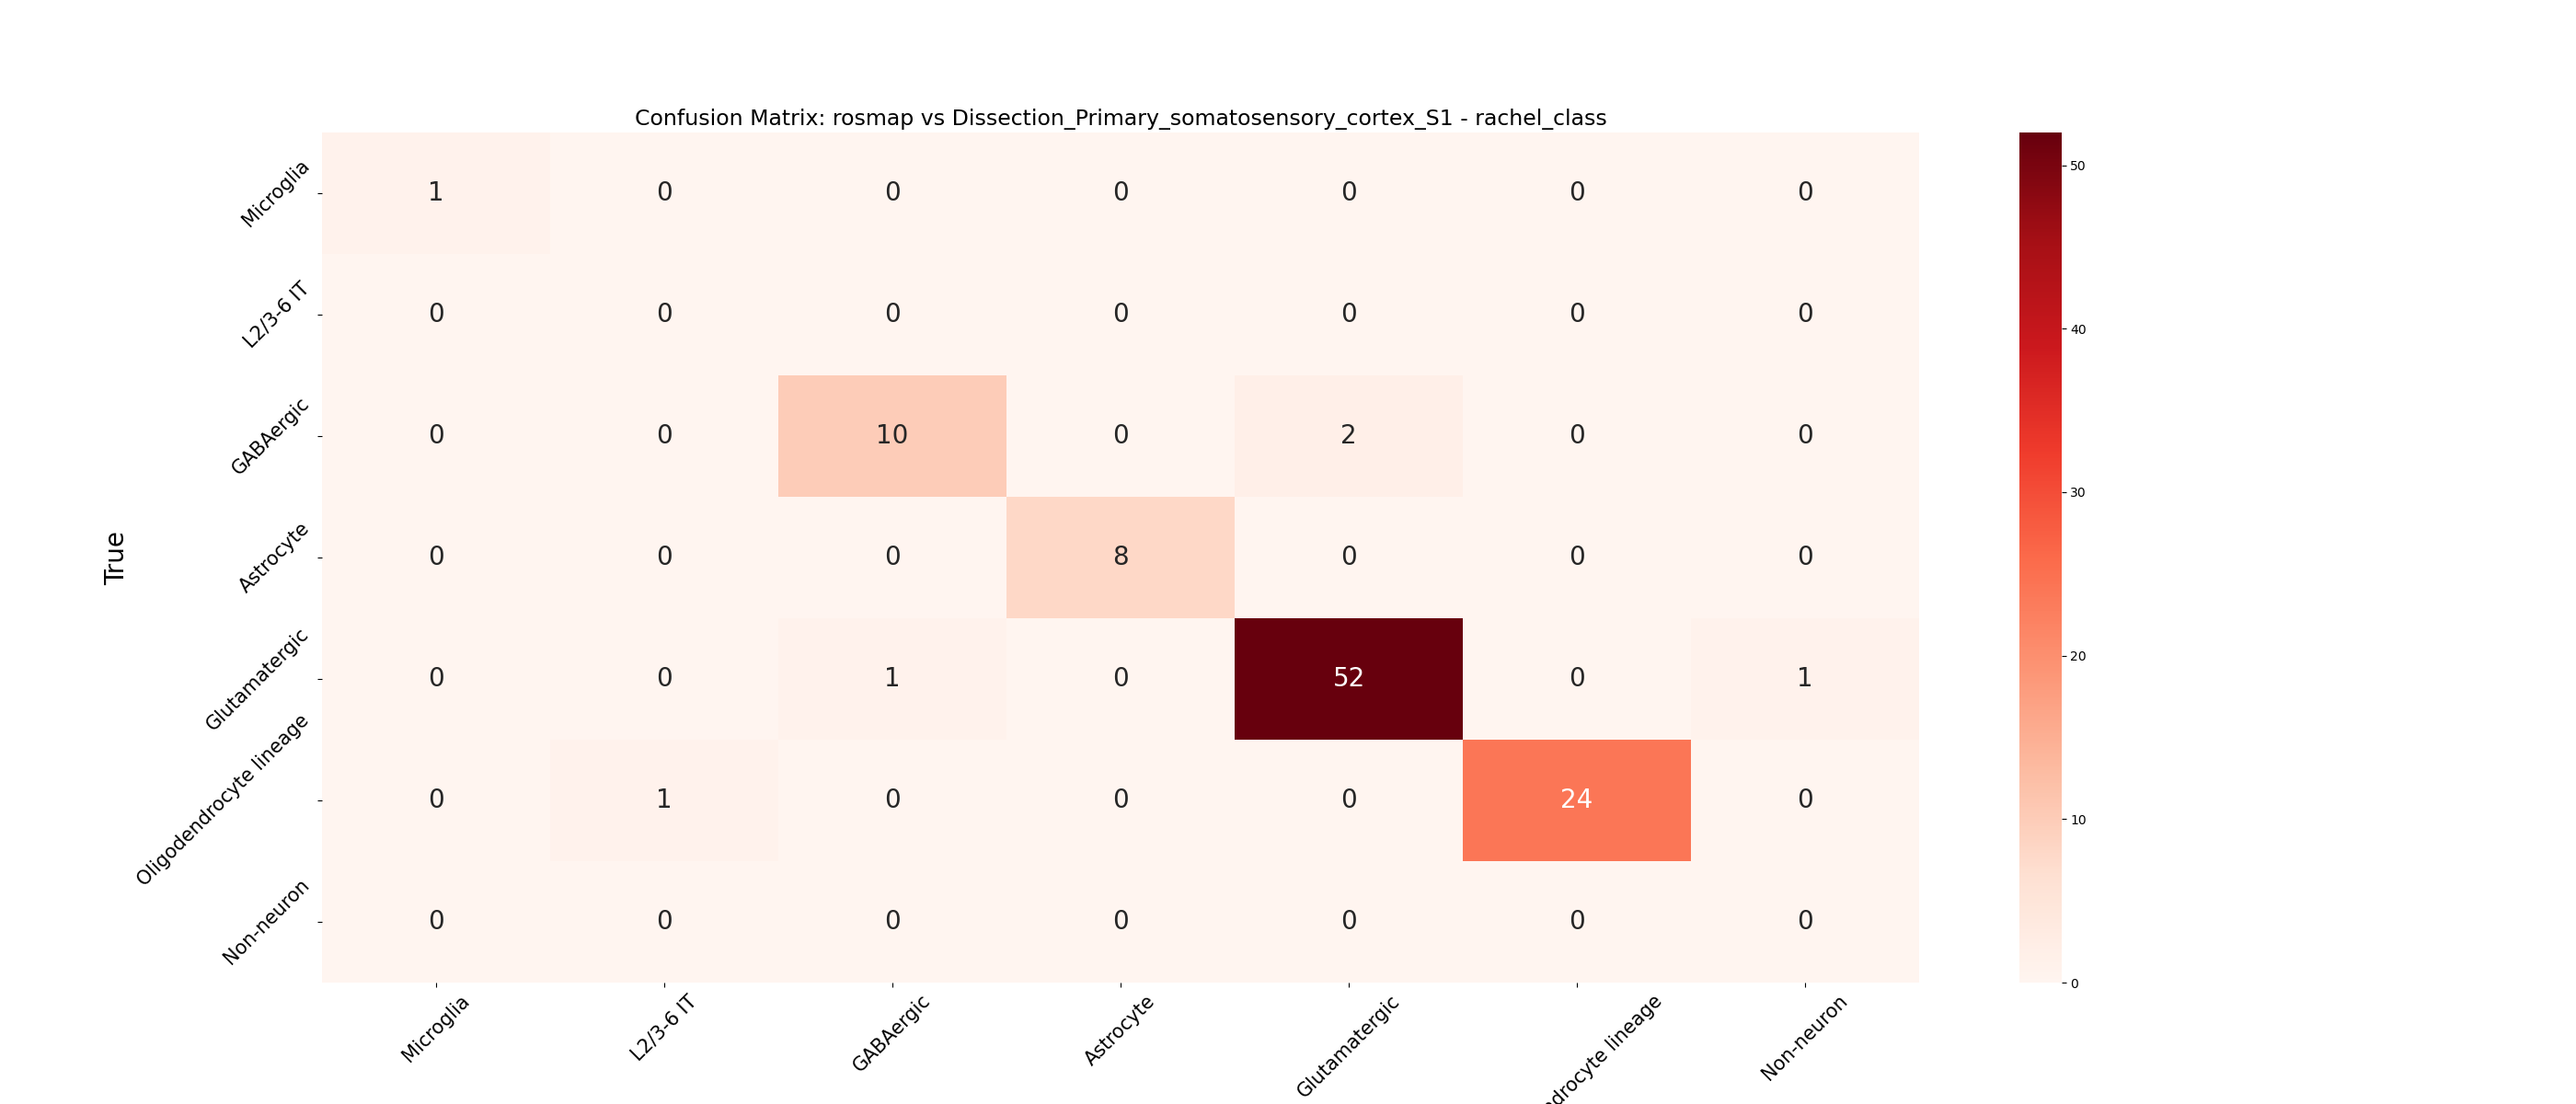 Confusion Matrix: rosmap vs Dissection_Primary_somatosensory_cortex_S1 - rachel_class
True
Microglia 1 0 0 0 0 0 0
L2/3-6 IT 0 0 0 0 0 0 0
GABAergic 0 0 10 0 2 0 0
Astrocyte 0 0 0 8 0 0 0
Glutamatergic 0 0 1 0 52 0 1
Oligodendrocyte lineage 0 1 0 0 0 24 0
Non-neuron 0 0 0 0 0 0 0
Microglia L2/3-6 IT GABAergic Astrocyte Glutamatergic ndrocyte lineage Non-neuron
50
40
30
20
10
0